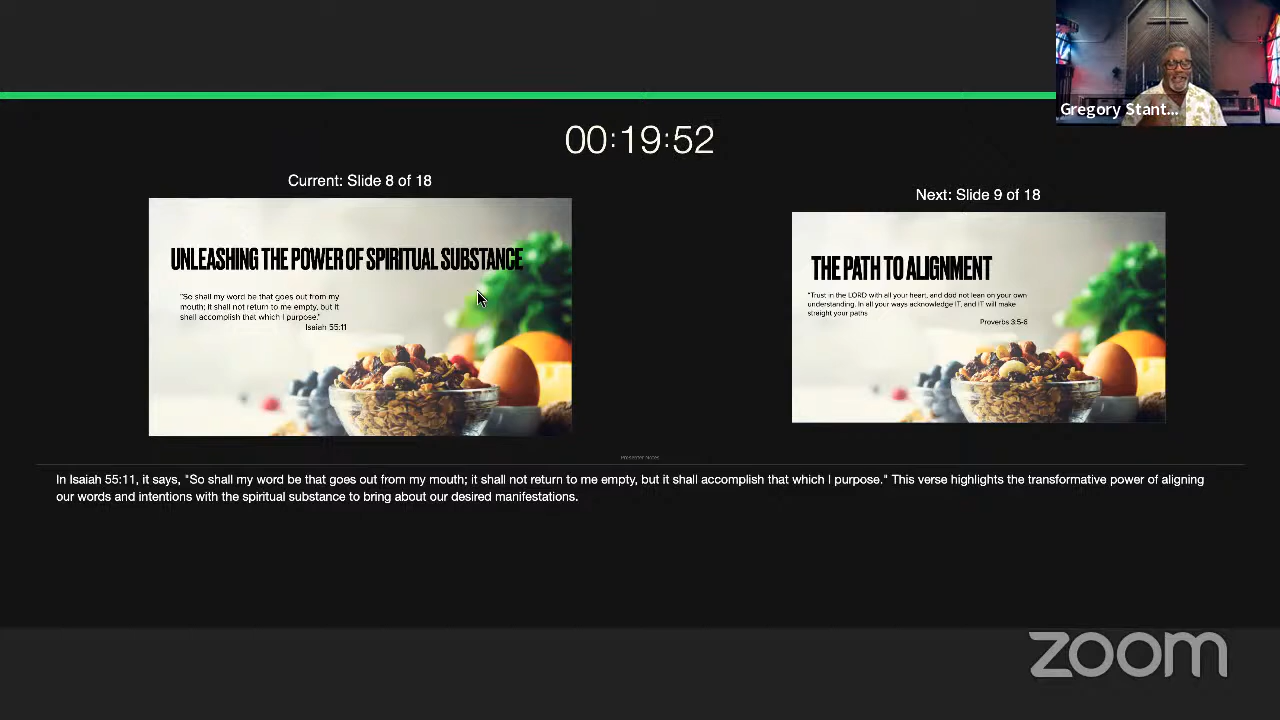 Gregory Stant...
00:19:52
Current: Slide 8 of 18
Next: Slide 9 of 18
UNLEASHING THE POWER OF SPIRITUAL SUBSTANCE
"So shall my word be that goes out from my
mouth; it shall not return to me empty, but it
shall accomplish that which I purpose."
Isaiah 55:11
THE PATH TO ALIGNMENT
"Trust in the LORD with all your heart, and dod not lean on your own
understanding. In all your ways acknowledge IT, and IT will make
straight your paths
Proverbs 3:5-6
Presenter Notes
In Isaiah 55:11, it says, "So shall my word be that goes out from my mouth; it shall not return to me empty, but it shall accomplish that which I purpose." This verse highlights the transformative power of aligning
our words and intentions with the spiritual substance to bring about our desired manifestations.
zoom